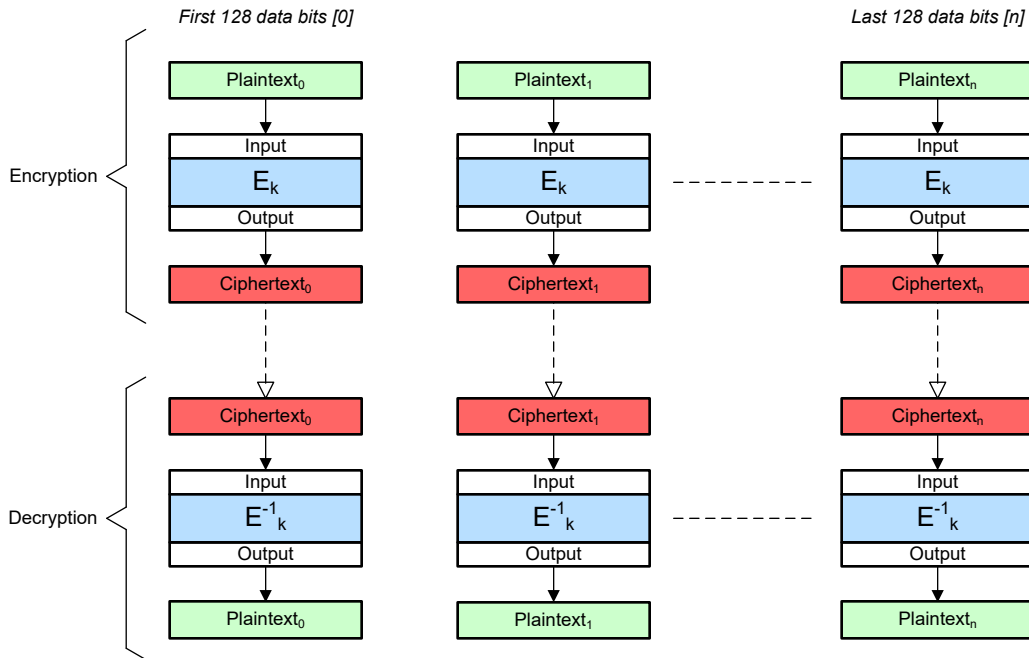 First 128 data bits [0] Last 128 data bits [n]
Plaintext₀ Plaintext₁ Plaintextₙ
Input Input Input
Encryption Eₖ Eₖ Eₖ
Output Output Output
Ciphertext₀ Ciphertext₁ Ciphertextₙ
Ciphertext₀ Ciphertext₁ Ciphertextₙ
Input Input Input
Decryption E⁻¹ₖ E⁻¹ₖ E⁻¹ₖ
Output Output Output
Plaintext₀ Plaintext₁ Plaintextₙ